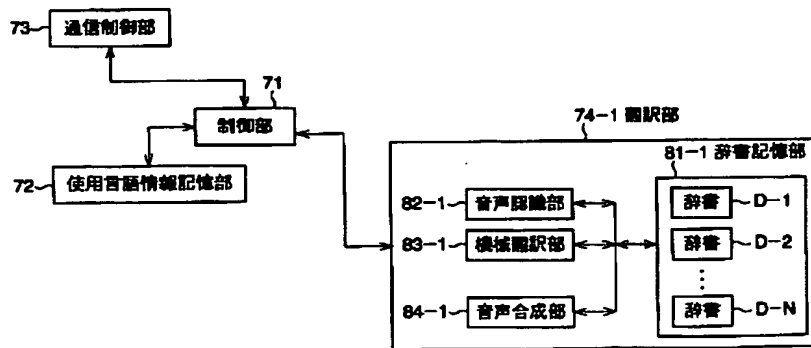 73 通信制御部
71
制御部
72 使用言語情報記憶部
74-1 翻訳部
81-1 辞書記憶部
82-1 音声認識部
83-1 機械翻訳部
84-1 音声合成部
辞書 D-1
辞書 D-2
⋮
辞書 D-N